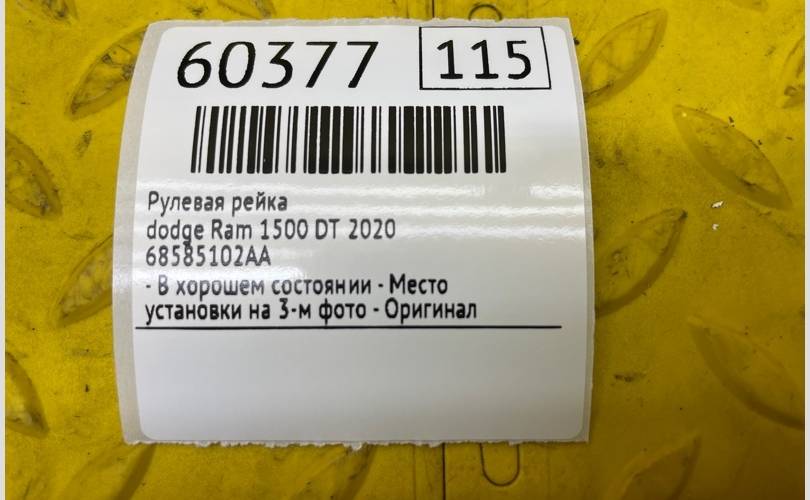 60377 115
Рулевая рейка
dodge Ram 1500 DT 2020
68585102AA
- В хорошем состоянии - Место
установки на 3-м фото - Оригинал